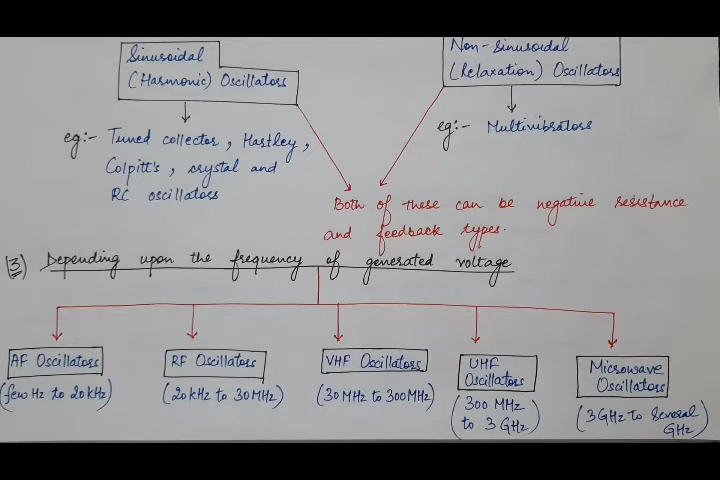 Sinusoidal
(Harmonic) Oscillators
Non-Sinusoidal
(Relaxation) Oscillators
eg:- Tuned collector, Hartley,
Colpitt's, crystal and
RC oscillators
eg:- Multivibrators
Both of these can be negative resistance
and feedback types.
(3) Depending upon the frequency of generated voltage
AF Oscillators
(few Hz to 20kHz)
RF Oscillators
(20kHz to 30MHz)
VHF Oscillators
(30MHz to 300MHz)
UHF
Oscillators
(300 MHz
to 3GHz)
Microwave
Oscillators
(3GHz to several
GHz)